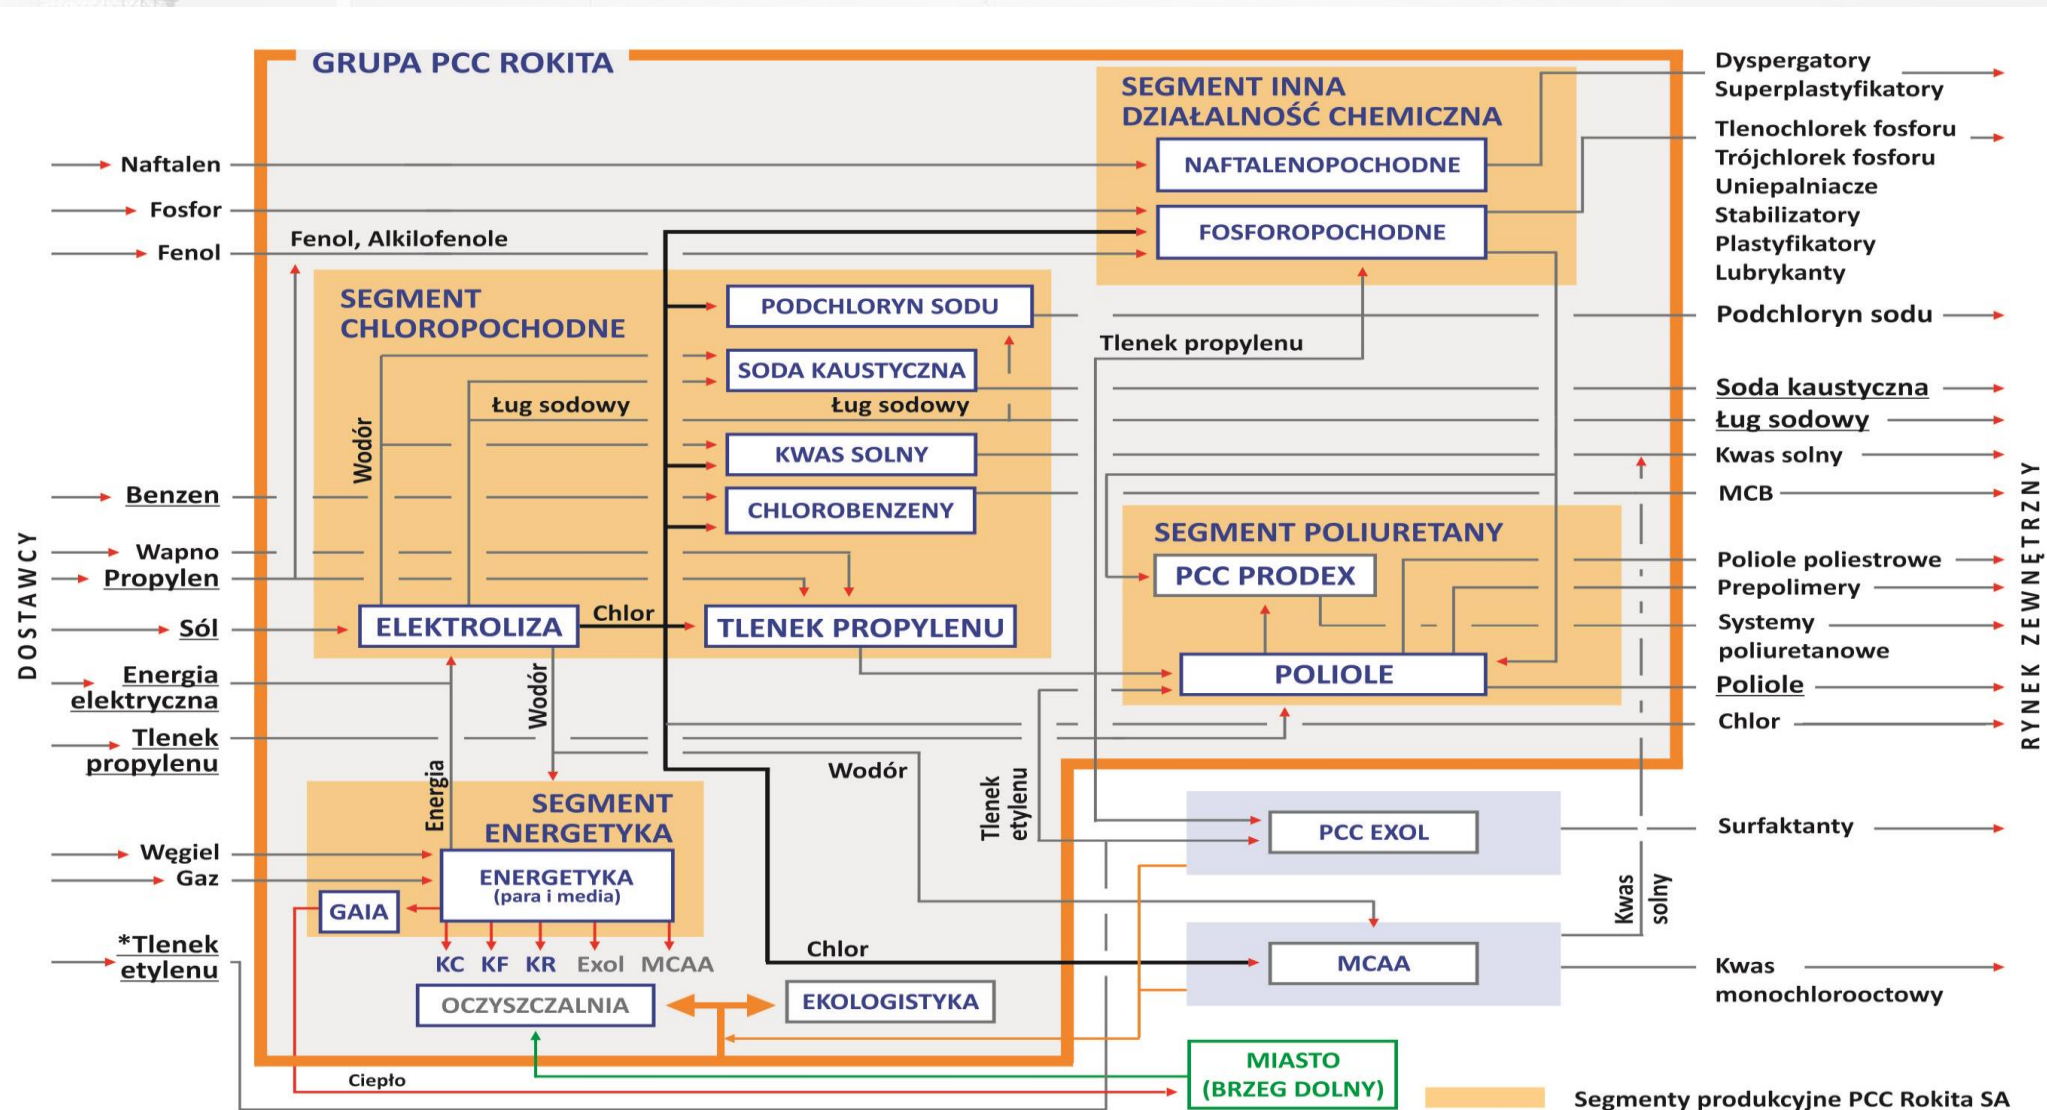 GRUPA PCC ROKITA
SEGMENT INNA
DZIAŁALNOŚĆ CHEMICZNA
NAFTALENOPOCHODNE
FOSFOROPOCHODNE
Dyspergatory
Superplastyfikatory
Tlenochlorek fosforu
Trójchlorek fosforu
Uniepalniacze
Stabilizatory
Plastyfikatory
Lubrykanty
Naftalen
Fosfor
Fenol
Fenol, Alkilofenole
SEGMENT
CHLOROPOCHODNE
PODCHLORYN SODU
SODA KAUSTYCZNA
Ług sodowy
Ług sodowy
Wodór
KWAS SOLNY
CHLOROBENZENY
Tlenek propylenu
Podchloryn sodu
Soda kaustyczna
Ług sodowy
Kwas solny
MCB
DOSTAWCY
Benzen
Wapno
Propylen
Sól
Energia
elektryczna
Tlenek
propylenu
ELEKTROLIZA
Chlor
TLENEK PROPYLENU
SEGMENT POLIURETANY
PCC PRODEX
POLIOLE
Poliole poliestrowe
Prepolimery
Systemy
poliuretanowe
Poliole
Chlor
RYNEK ZEWNĘTRZNY
Wodór
Wodór
Energia
SEGMENT
ENERGETYKA
Węgiel
Gaz
ENERGETYKA
(para i media)
GAIA
KC KF KR Exol MCAA
*Tlenek
etylenu
OCZYSZCZALNIA
EKOLOGISTYKA
Chlor
Tlenek
etylenu
PCC EXOL
MCAA
Kwas
solny
Surfaktanty
Kwas
monochlorooctowy
Ciepło
MIASTO
(BRZEG DOLNY)
Segmenty produkcyjne PCC Rokita SA